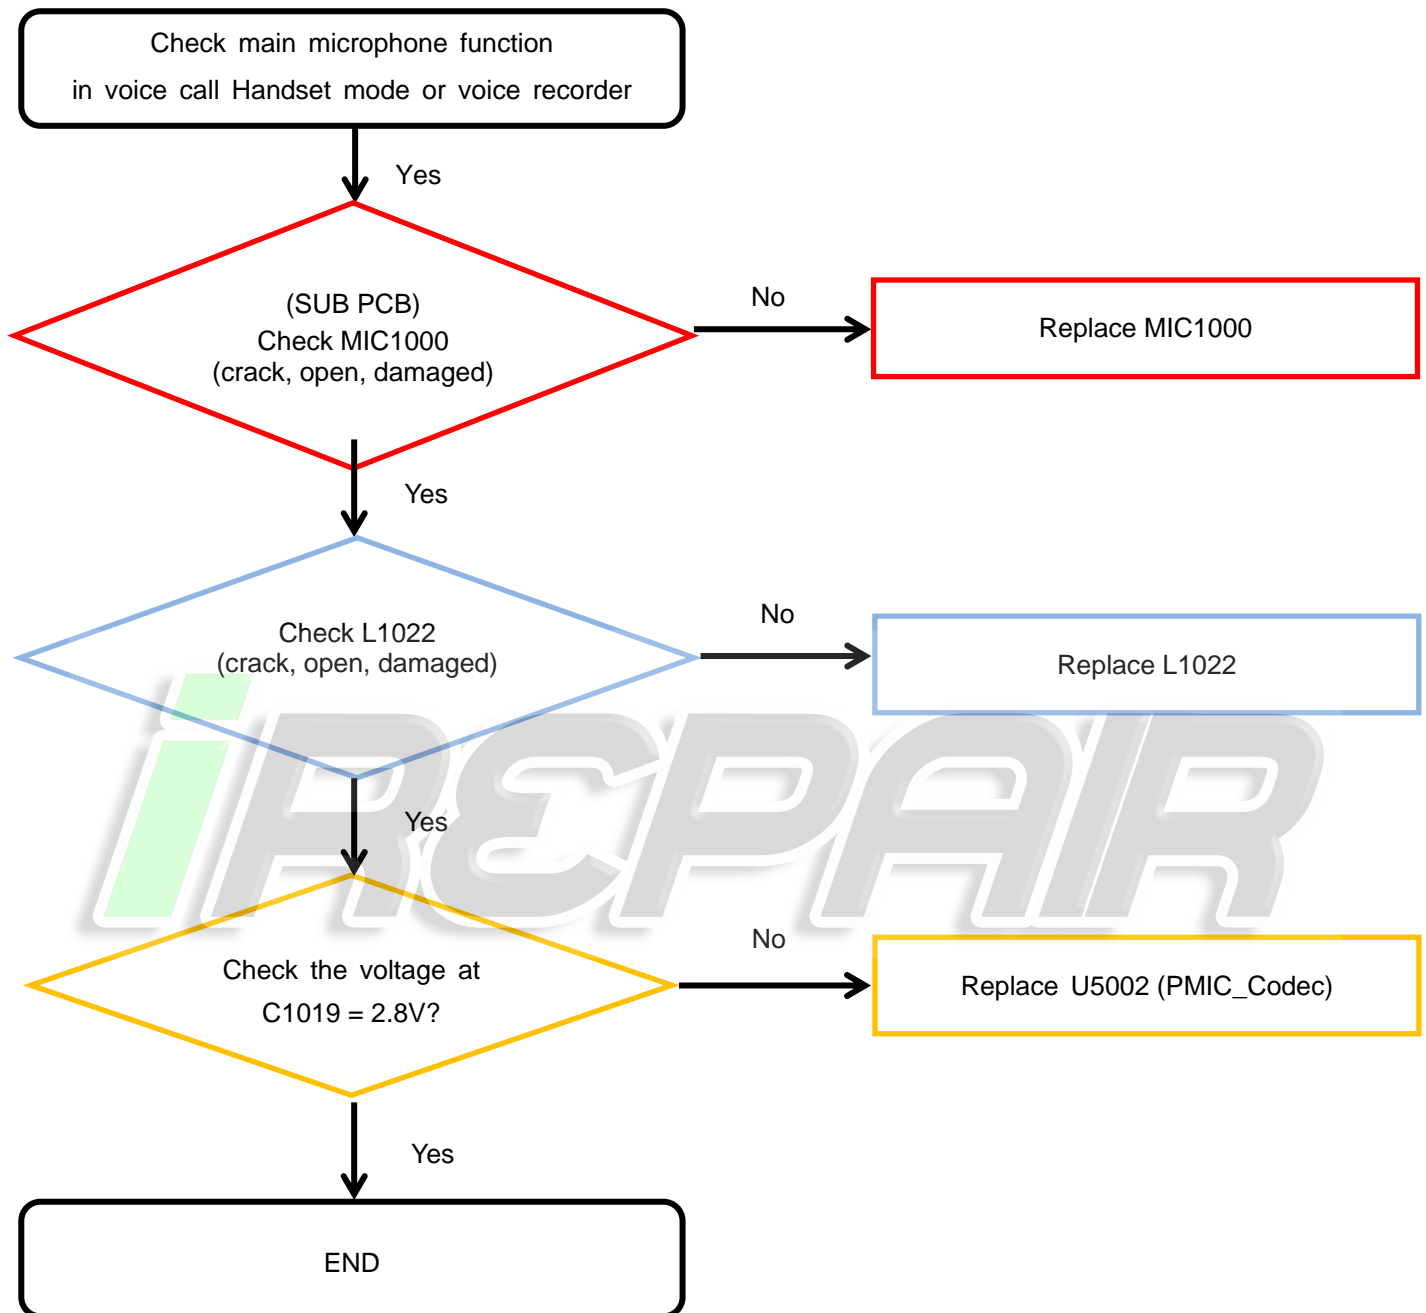 Check main microphone function
in voice call Handset mode or voice recorder
Yes
(SUB PCB)
Check MIC1000
(crack, open, damaged)
No
Replace MIC1000
Yes
Check L1022
(crack, open, damaged)
No
Replace L1022
iREPAIR
Yes
Check the voltage at
C1019 = 2.8V?
No
Replace U5002 (PMIC_Codec)
Yes
END